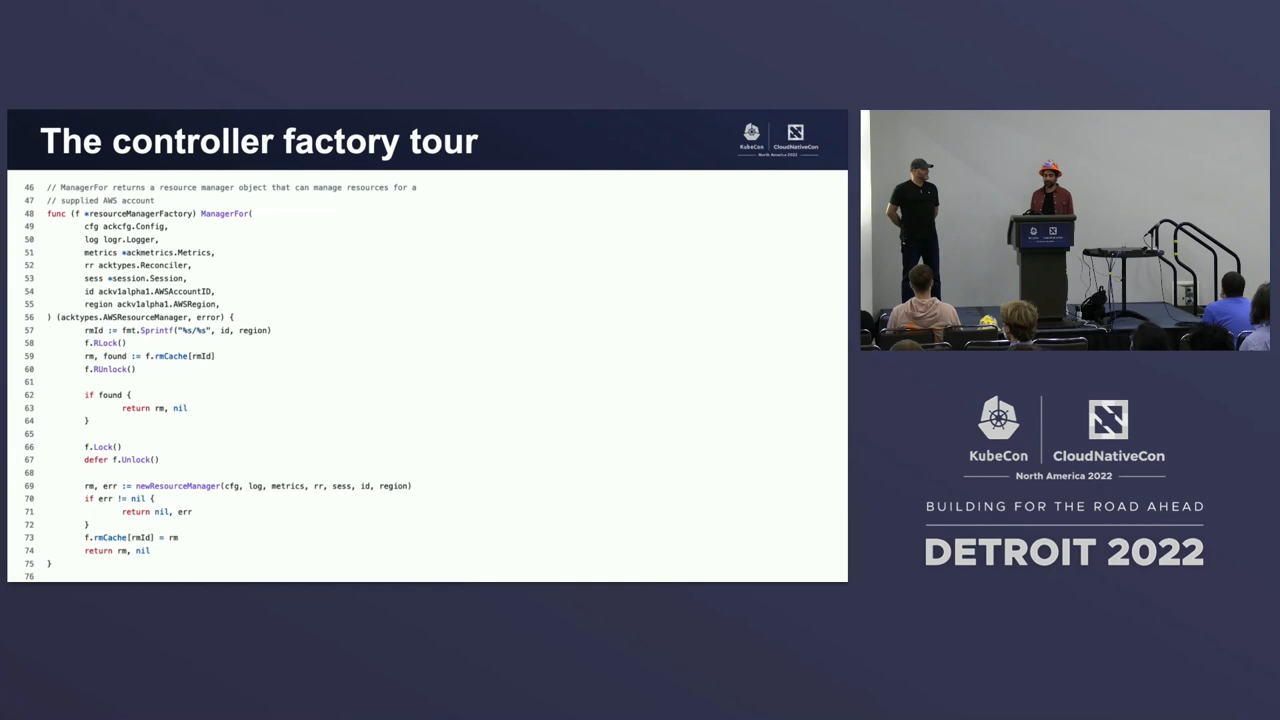 The controller factory tour
KubeCon
CloudNativeCon
North America 2022
46 // ManagerFor returns a resource manager object that can manage resources for a
47 // supplied AWS account
48 func (f *resourceManagerFactory) ManagerFor(
49 cfg ackcfg.Config,
50 log logr.Logger,
51 metrics *ackmetrics.Metrics,
52 rr acktypes.Reconciler,
53 sess *session.Session,
54 id ackv1alpha1.AWSAccountID,
55 region ackv1alpha1.AWSRegion,
56 ) (acktypes.AWSResourceManager, error) {
57 rmId := fmt.Sprintf("%s/%s", id, region)
58 f.RLock()
59 rm, found := f.rmCache[rmId]
60 f.RUnlock()
61
62 if found {
63 return rm, nil
64 }
65
66 f.Lock()
67 defer f.Unlock()
68
69 rm, err := newResourceManager(cfg, log, metrics, rr, sess, id, region)
70 if err != nil {
71 return nil, err
72 }
73 f.rmCache[rmId] = rm
74 return rm, nil
75 }
76
KubeCon
CloudNativeCon
North America 2022
BUILDING FOR THE ROAD AHEAD
DETROIT 2022